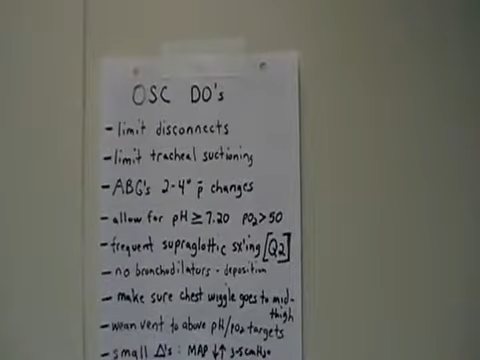 OSC DO's
- limit disconnects
- limit tracheal suctioning
- ABG's 2-4° p̄ changes
- allow for pH ≥ 7.20 pO₂ > 50
- frequent supraglottic sx'ing [Q2]
- no bronchodilators - deposition
- make sure chest wiggle goes to mid-
thigh
- wean vent to above pH/pO₂ targets
- small Δ's : MAP ↓↑ 3-5cmH₂O